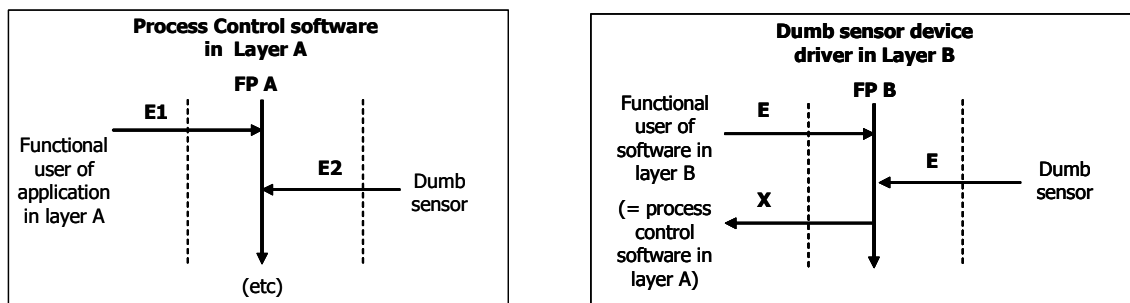 Process Control software
in Layer A
FP A
E1
Functional
user of
application
in layer A
E2
Dumb
sensor
(etc)
Dumb sensor device
driver in Layer B
FP B
Functional
user of
software in
layer B
(= process
control
software in
layer A)
E
E
Dumb
sensor
X